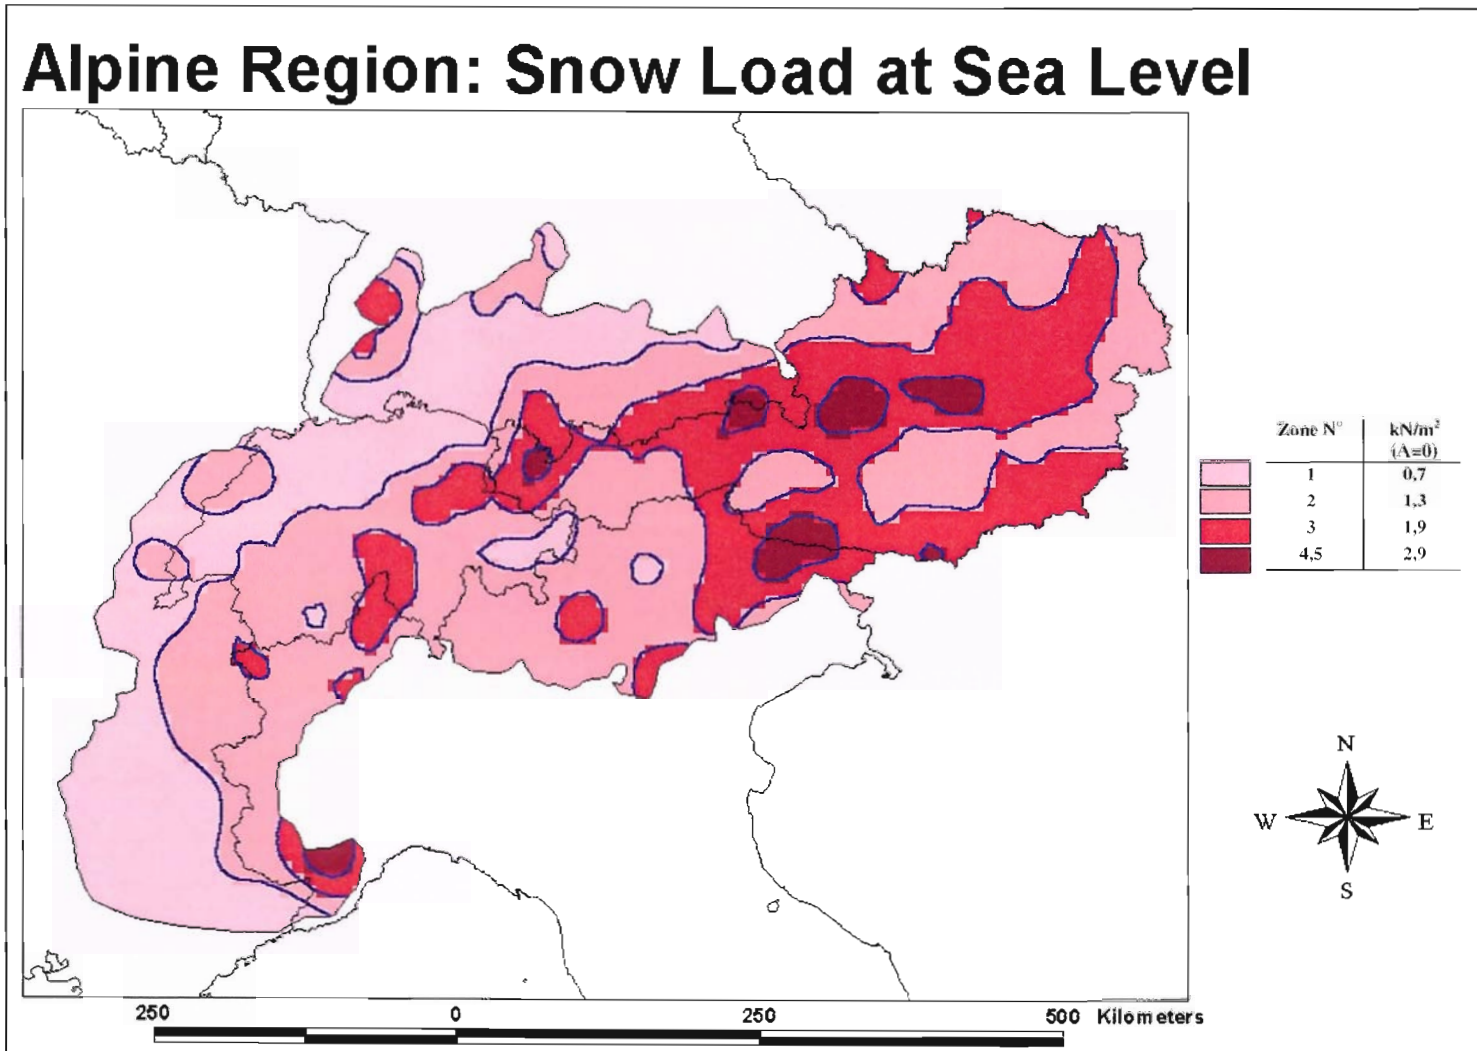 Alpine Region: Snow Load at Sea Level
Zone N° kN/m²
(A=0)
1 0,7
2 1,3
3 1,9
4,5 2,9
N
W E
S
250 0 250 500 Kilometers